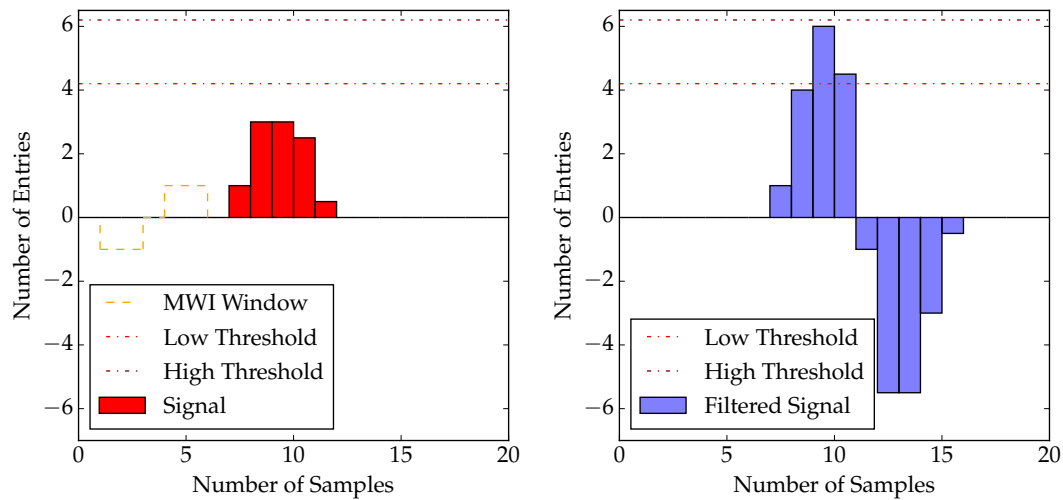 6
4
2
0
−2
−4
−6
Number of Entries
MWI Window
Low Threshold
High Threshold
Signal
0 5 10 15 20
Number of Samples
6
4
2
0
−2
−4
−6
Number of Entries
Low Threshold
High Threshold
Filtered Signal
0 5 10 15 20
Number of Samples